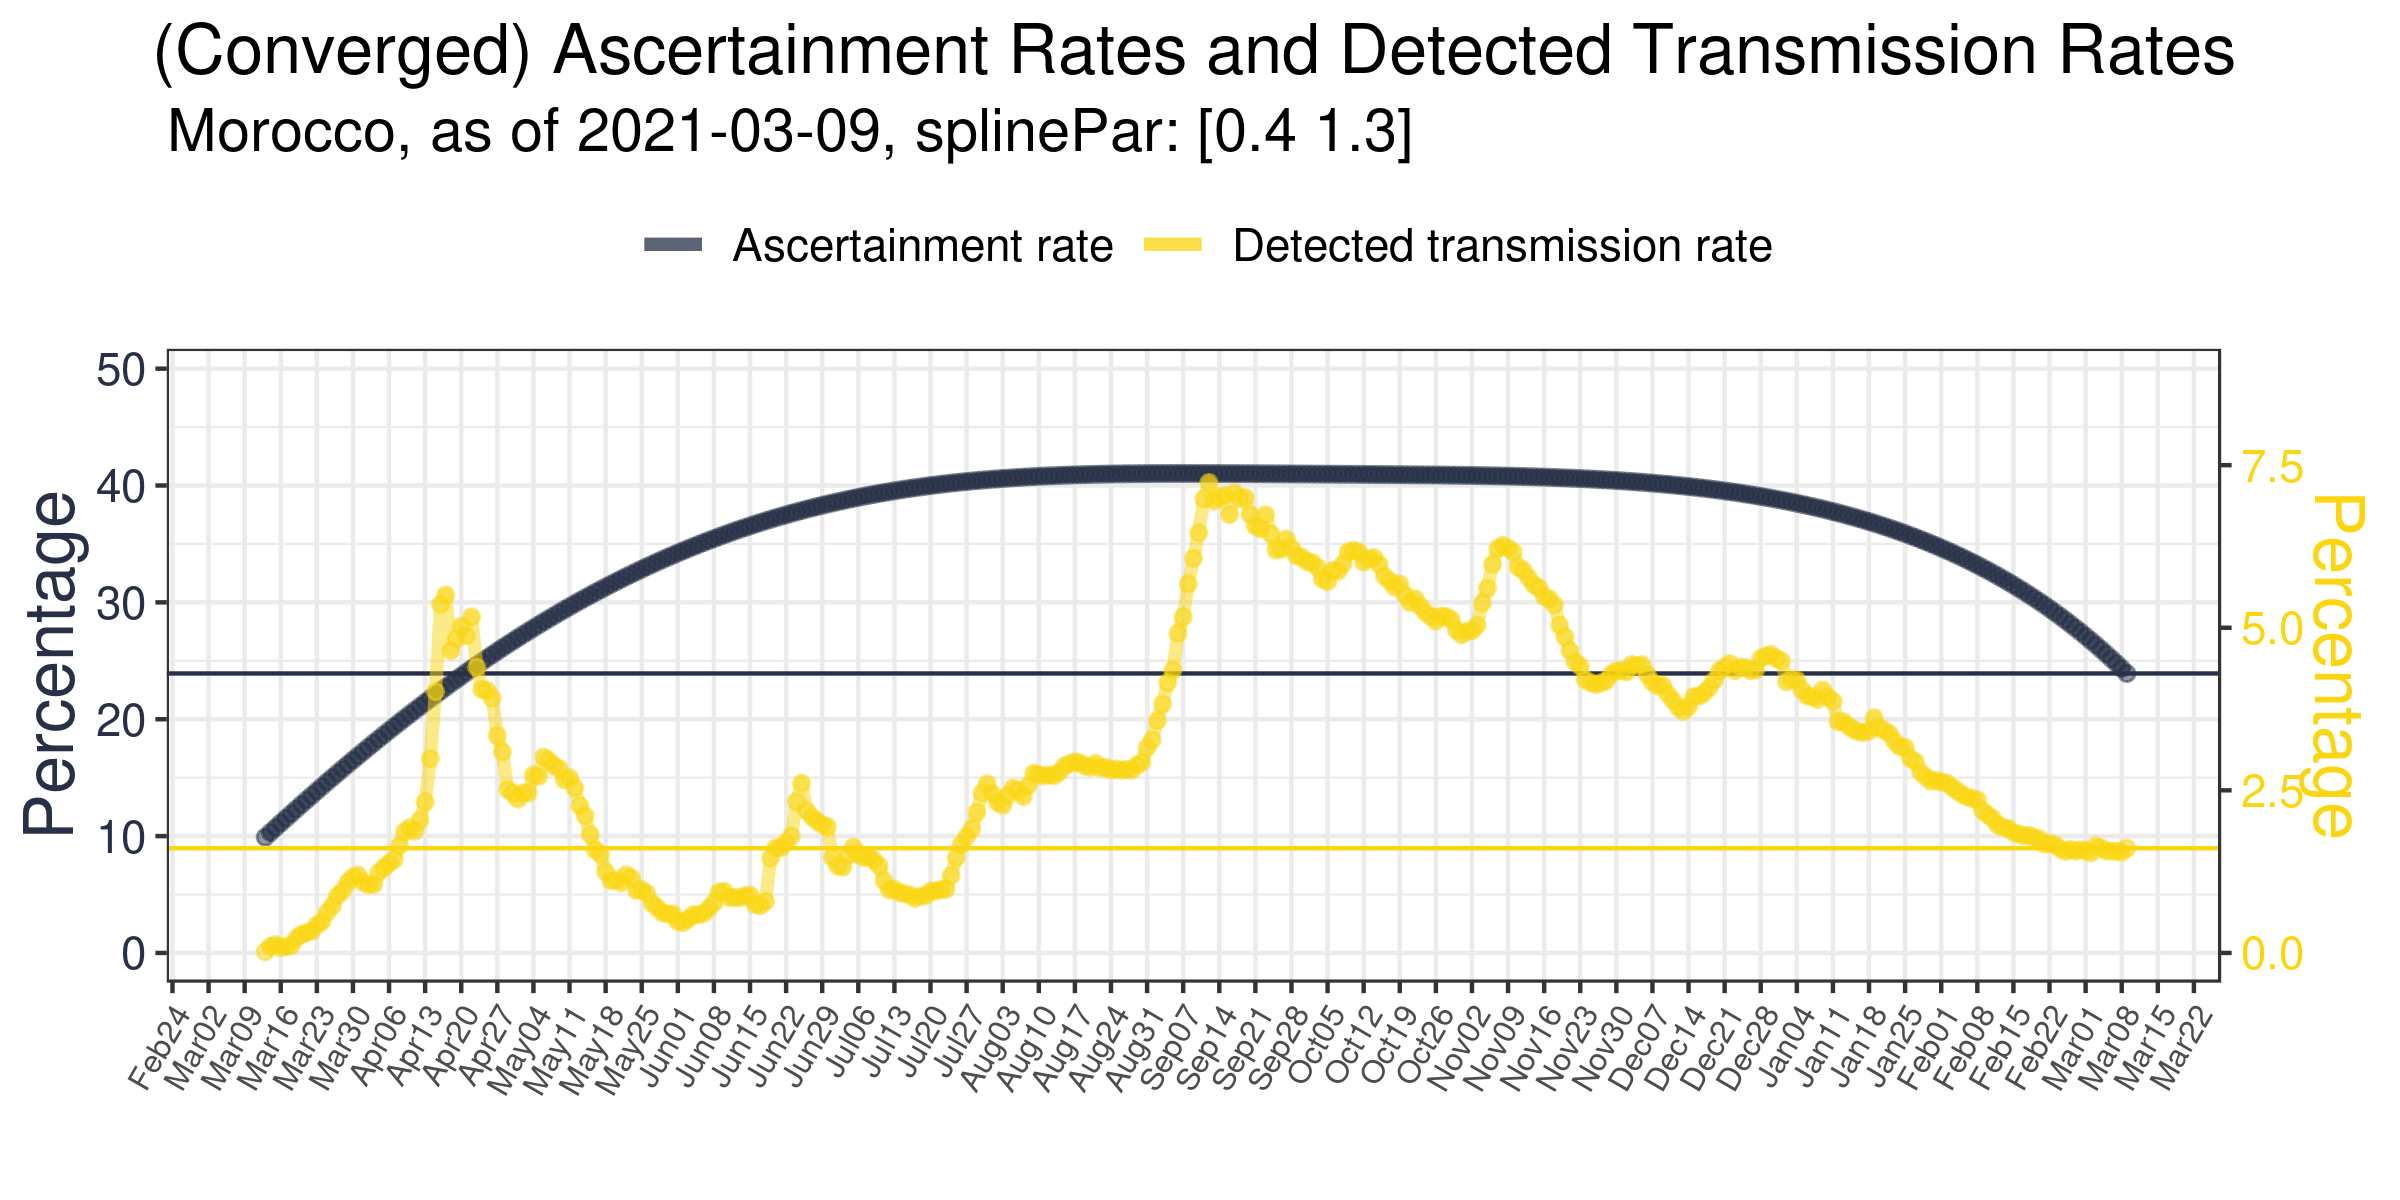 (Converged) Ascertainment Rates and Detected Transmission Rates
Morocco, as of 2021-03-09, splinePar: [0.4 1.3]
Ascertainment rate
Detected transmission rate
Percentage
50
40
30
20
10
0
7.5
5.0
2.5
0.0
Percentage
Feb24
Mar02
Mar09
Mar16
Mar23
Mar30
Apr06
Apr13
Apr20
Apr27
May04
May11
May18
May25
Jun01
Jun08
Jun15
Jun22
Jun29
Jul06
Jul13
Jul20
Jul27
Aug03
Aug10
Aug17
Aug24
Aug31
Sep07
Sep14
Sep21
Sep28
Oct05
Oct12
Oct19
Oct26
Nov02
Nov09
Nov16
Nov23
Nov30
Dec07
Dec14
Dec21
Dec28
Jan04
Jan11
Jan18
Jan25
Feb01
Feb08
Feb15
Feb22
Mar01
Mar08
Mar15
Mar22